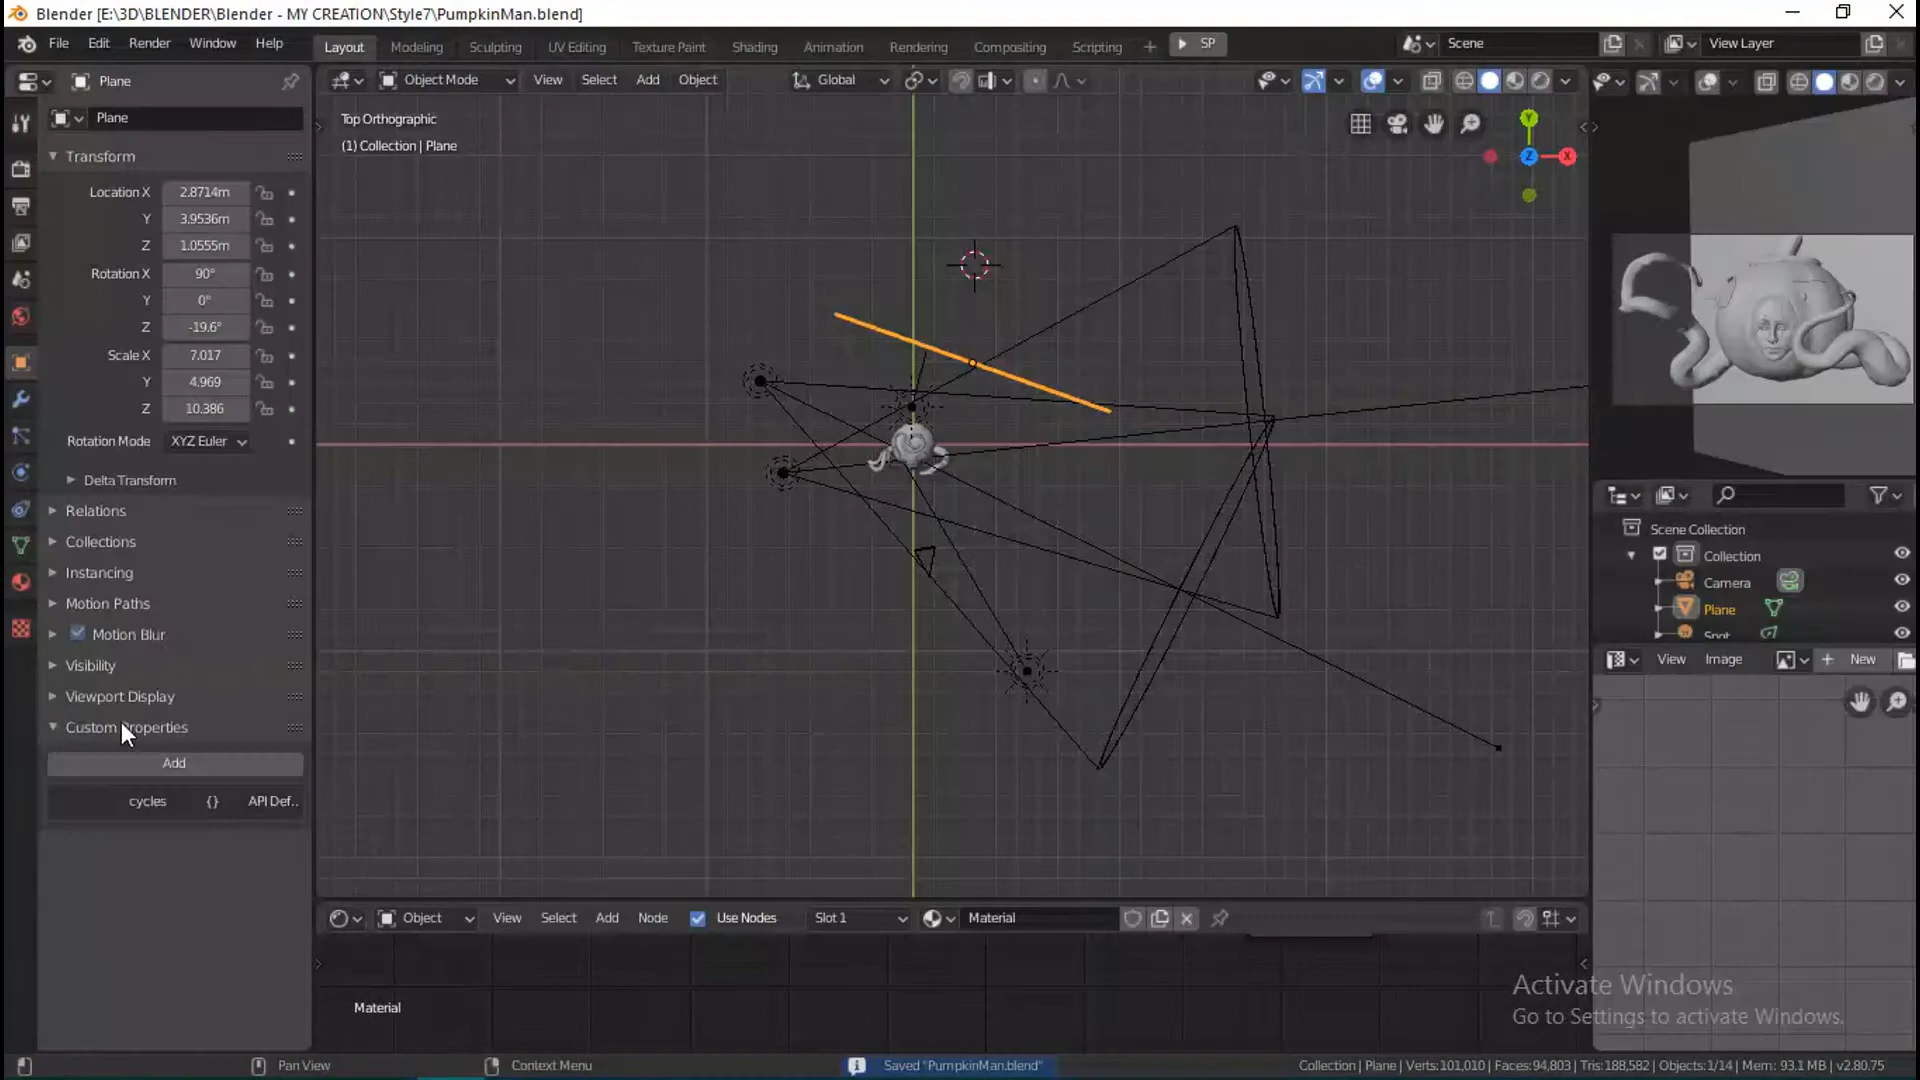 Blender [E:\3D\BLENDER\Blender - MY CREATION\Style7\PumpkinMan.blend]
File Edit Render Window Help
Layout Modeling Sculpting UV Editing Texture Paint Shading Animation Rendering Compositing Scripting + SP
Scene
View Layer
Plane
Object Mode View Select Add Object
Global
Plane
Top Orthographic
(1) Collection | Plane
Y
Z
X
Transform
Location X 2.8714m
Y 3.9536m
Z 1.0555m
Rotation X 90°
Y 0°
Z -19.6°
Scale X 7.017
Y 4.969
Z 10.386
Rotation Mode XYZ Euler
Delta Transform
Relations
Collections
Instancing
Motion Paths
Motion Blur
Visibility
Viewport Display
Custom Properties
Add
cycles {} API Def..
Scene Collection
Collection
Camera
Plane
Spot
View Image + New
Object View Select Add Node Use Nodes Slot 1 Material
Material
Activate Windows
Go to Settings to activate Windows.
Pan View
Context Menu
Saved "PumpkinMan.blend"
Collection | Plane | Verts:101,010 | Faces:94,803 | Tris:188,582 | Objects:1/14 | Mem: 93.1 MB | v2.80.75